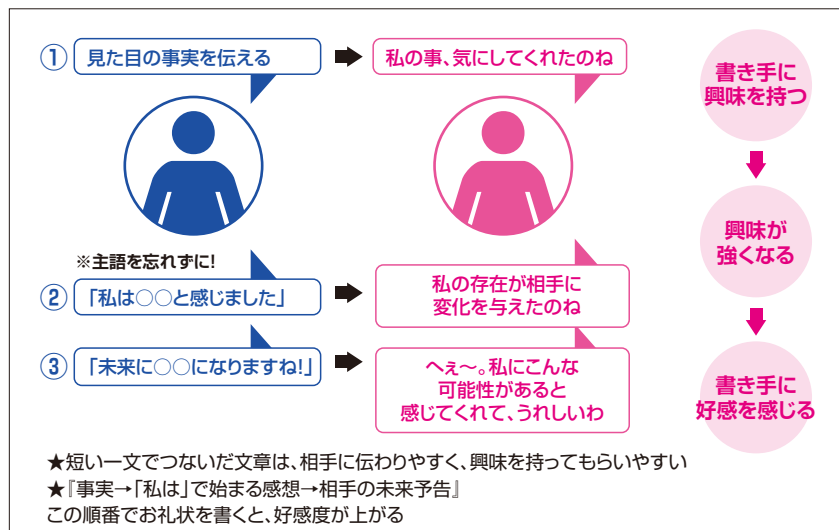 ① 見た目の事実を伝える
私の事、気にしてくれたのね
書き手に
興味を持つ
※主語を忘れずに!
② 「私は○○と感じました」
私の存在が相手に
変化を与えたのね
興味が
強くなる
③ 「未来に○○になりますね!」
へぇ〜。私にこんな
可能性があると
感じてくれて、うれしいわ
書き手に
好感を感じる
★短い一文でつないだ文章は、相手に伝わりやすく、興味を持ってもらいやすい
★『事実→「私は」で始まる感想→相手の未来予告』
この順番でお礼状を書くと、好感度が上がる